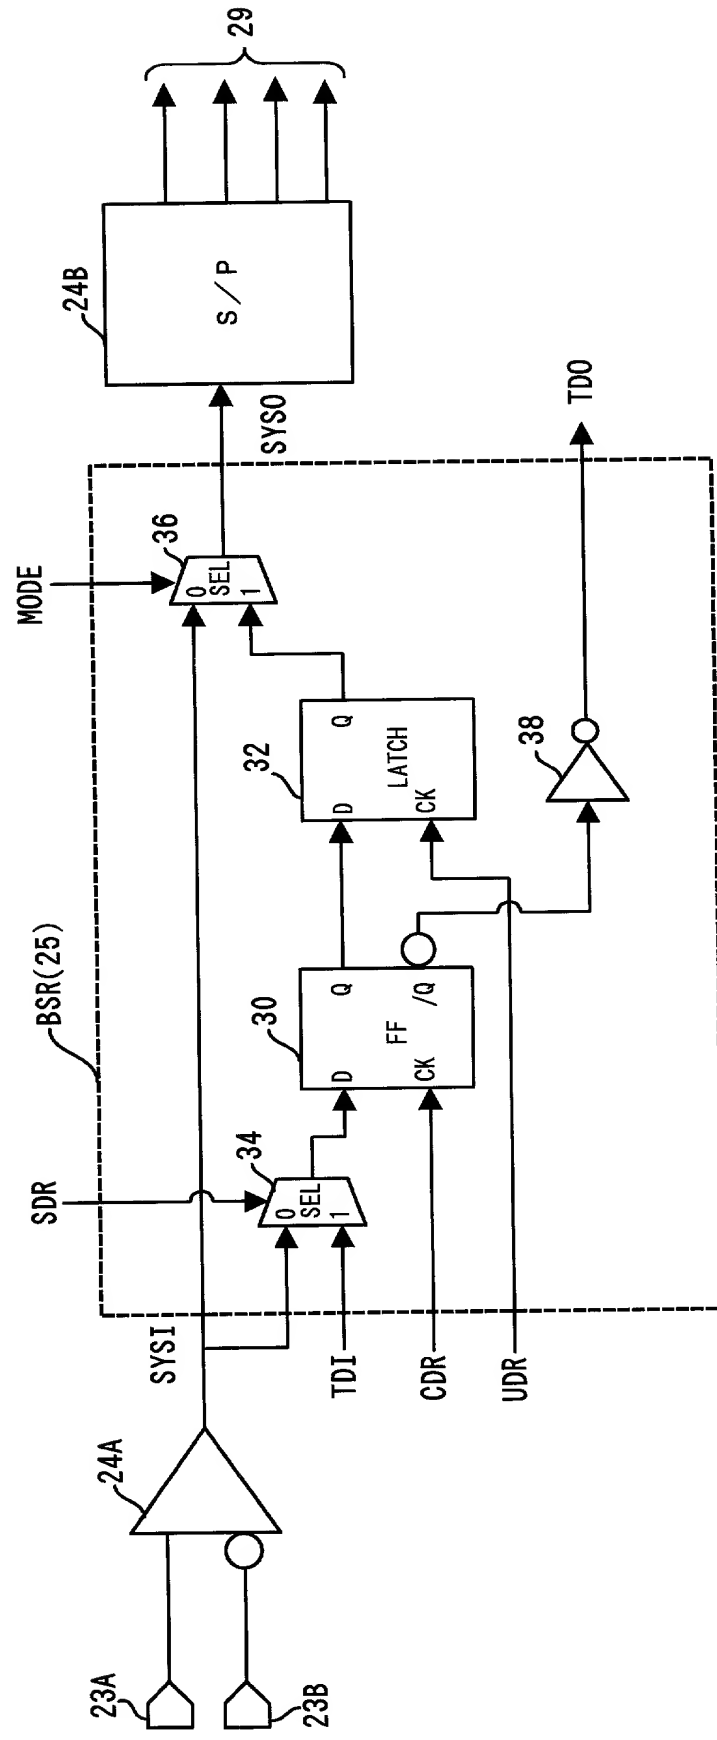 23A
23B
24A
SYSI
TDI
CDR
UDR
SDR
BSR(25)
34
0
SEL
1
30
D
Q
FF
CK
/Q
32
D
Q
LATCH
CK
MODE
36
0
SEL
1
38
SYSO
TDO
24B
S/P
29